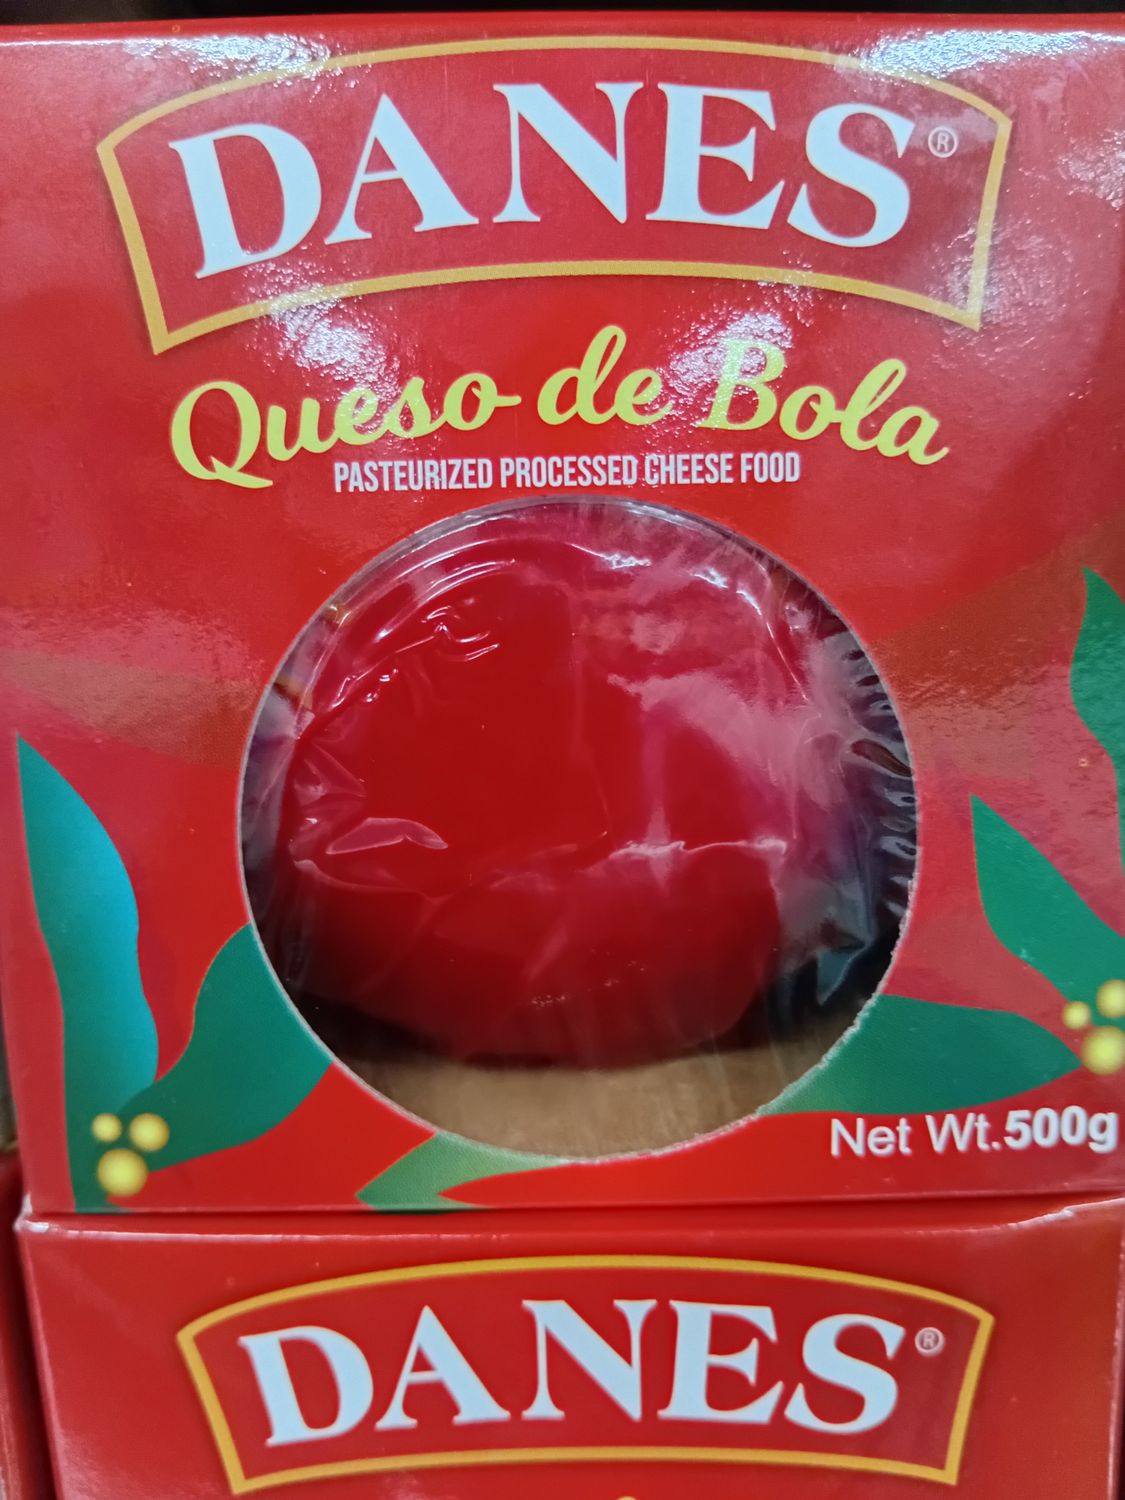 DANES®
Queso de Bola
PASTEURIZED PROCESSED CHEESE FOOD
Net Wt.500g
DANES®